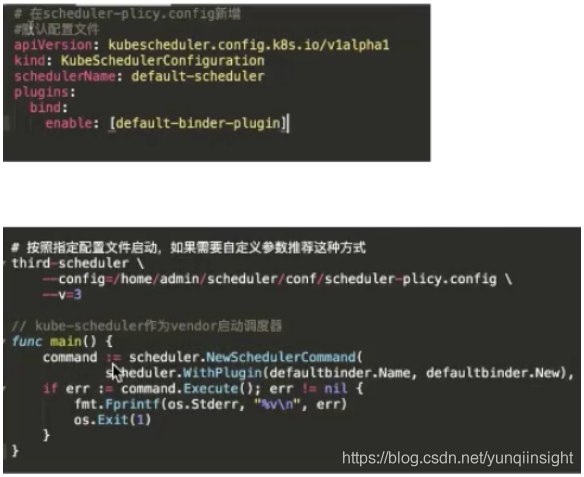 # 在scheduler-plicy.config新增
#默认配置文件
apiVersion: kubescheduler.config.k8s.io/v1alpha1
kind: KubeSchedulerConfiguration
schedulerName: default-scheduler
plugins:
  bind:
    enable: [default-binder-plugin]
# 按照指定配置文件启动，如果需要自定义参数推荐这种方式
third-scheduler \
    --config=/home/admin/scheduler/conf/scheduler-plicy.config \
    --v=3
// kube-scheduler作为vendor启动调度器
func main() {
    command := scheduler.NewSchedulerCommand(
            scheduler.WithPlugin(defaultbinder.Name, defaultbinder.New),
    if err := command.Execute(); err != nil {
        fmt.Fprintf(os.Stderr, "%v\n", err)
        os.Exit(1)
    }
}
https://blog.csdn.net/yunqiinsight